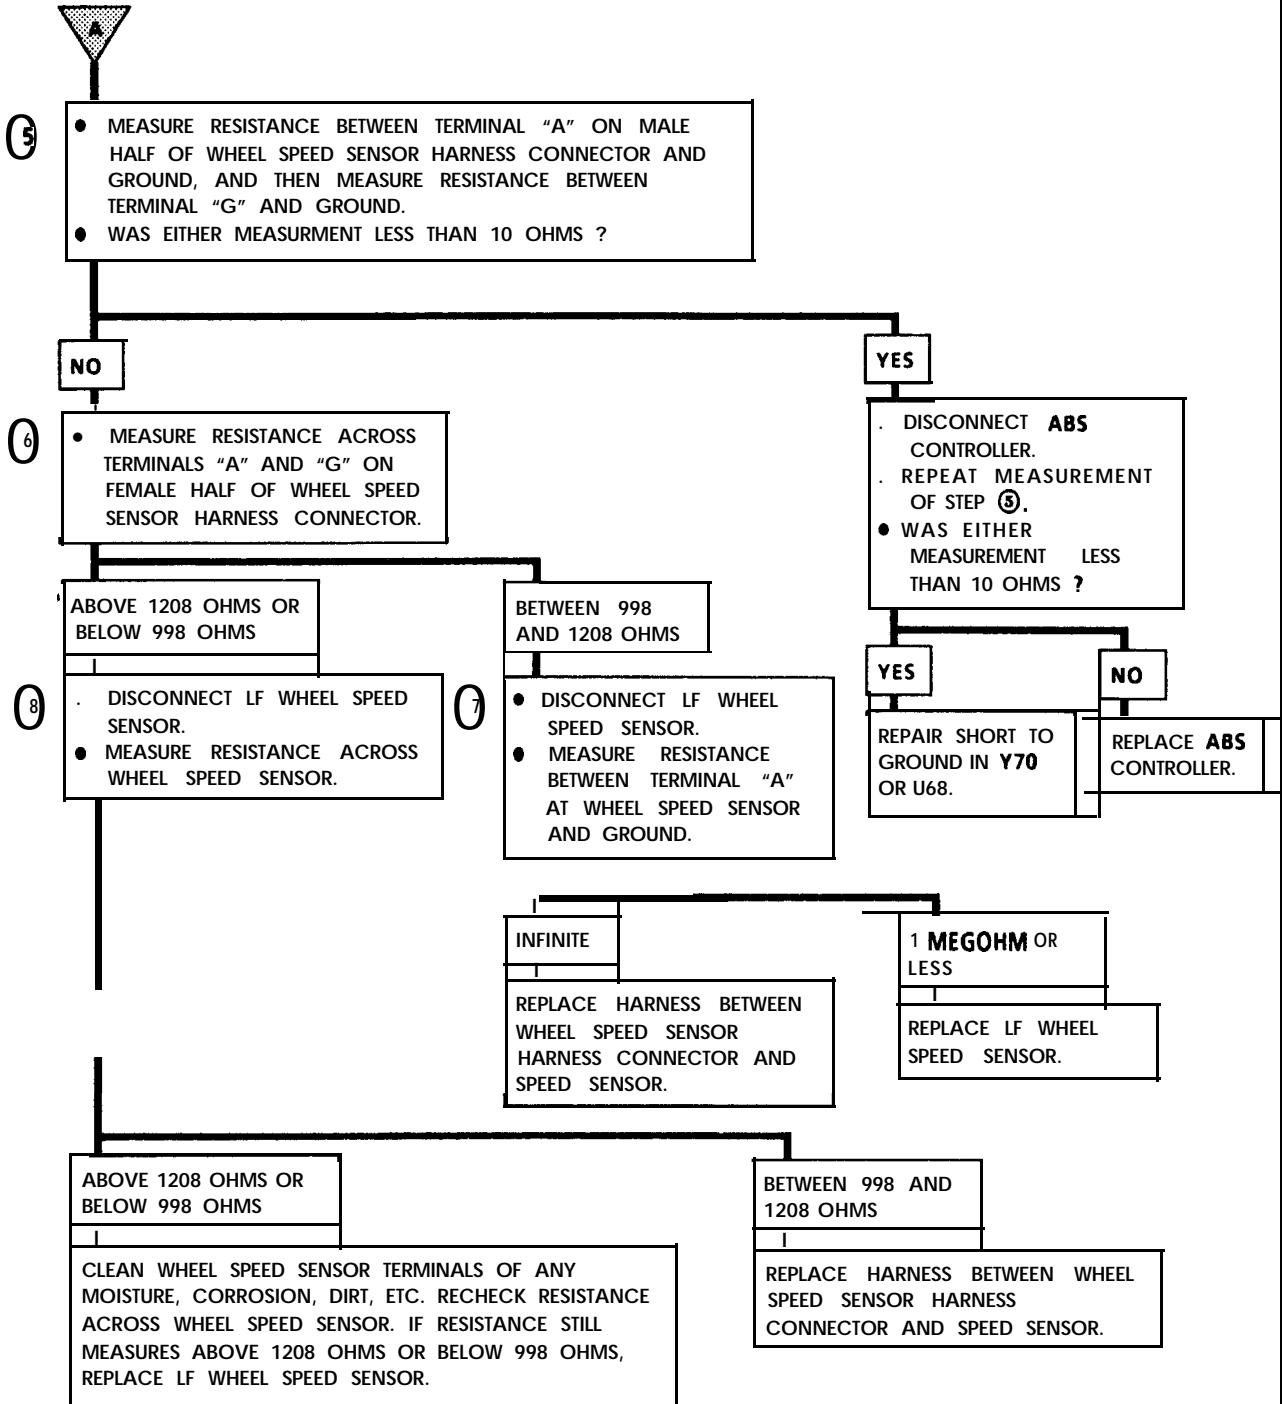 A
5
● MEASURE RESISTANCE BETWEEN TERMINAL “A” ON MALE
HALF OF WHEEL SPEED SENSOR HARNESS CONNECTOR AND
GROUND, AND THEN MEASURE RESISTANCE BETWEEN
TERMINAL “G” AND GROUND.
● WAS EITHER MEASURMENT LESS THAN 10 OHMS ?
NO
YES
6
● MEASURE RESISTANCE ACROSS
TERMINALS “A” AND “G” ON
FEMALE HALF OF WHEEL SPEED
SENSOR HARNESS CONNECTOR.
. DISCONNECT ABS
CONTROLLER.
. REPEAT MEASUREMENT
OF STEP ⑤.
● WAS EITHER
MEASUREMENT LESS
THAN 10 OHMS ?
ABOVE 1208 OHMS OR
BELOW 998 OHMS
BETWEEN 998
AND 1208 OHMS
YES
NO
8
. DISCONNECT LF WHEEL SPEED
SENSOR.
● MEASURE RESISTANCE ACROSS
WHEEL SPEED SENSOR.
7
● DISCONNECT LF WHEEL
SPEED SENSOR.
● MEASURE RESISTANCE
BETWEEN TERMINAL “A”
AT WHEEL SPEED SENSOR
AND GROUND.
REPAIR SHORT TO
GROUND IN Y70
OR U68.
REPLACE ABS
CONTROLLER.
INFINITE
1 MEGOHM OR
LESS
REPLACE HARNESS BETWEEN
WHEEL SPEED SENSOR
HARNESS CONNECTOR AND
SPEED SENSOR.
REPLACE LF WHEEL
SPEED SENSOR.
ABOVE 1208 OHMS OR
BELOW 998 OHMS
BETWEEN 998 AND
1208 OHMS
CLEAN WHEEL SPEED SENSOR TERMINALS OF ANY
MOISTURE, CORROSION, DIRT, ETC. RECHECK RESISTANCE
ACROSS WHEEL SPEED SENSOR. IF RESISTANCE STILL
MEASURES ABOVE 1208 OHMS OR BELOW 998 OHMS,
REPLACE LF WHEEL SPEED SENSOR.
REPLACE HARNESS BETWEEN WHEEL
SPEED SENSOR HARNESS
CONNECTOR AND SPEED SENSOR.